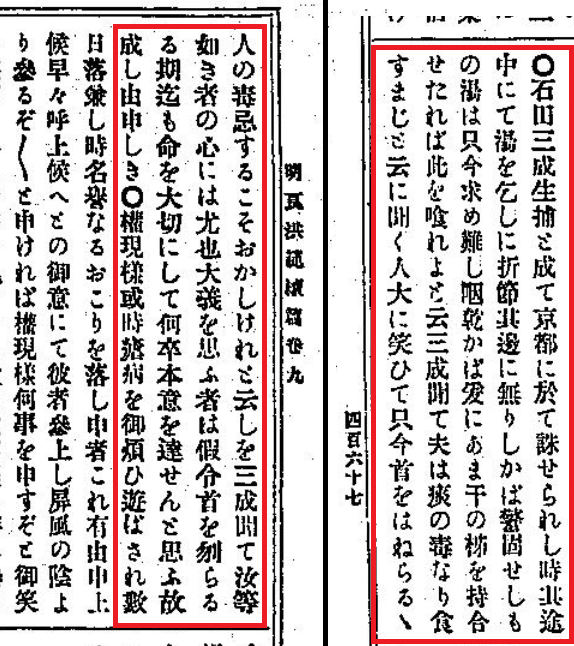 〇石田三成生捕と成て京都に於て誅せられし時其途
中にて湯を乞しに折節其邊に無りしかば警固せしも
の湯は只今求め難し咽乾かば爰にあま干の柿を持合
せたれば此を喰れよと云三成聞て夫は痰の毒なり食
すまじと云に聞く人大に笑ひて只今首をはねらるゝ
四百六十七
明良洪範續篇卷九
人の毒忌するこそおかしけれと云しを三成聞て汝等
如き者の心には尤也大義を思ふ者は假令首を刎らる
る期迄も命を大切にして何卒本意を達せんと思ふ故
成し由申しき〇權現樣或時瘧病を御煩ひ遊ばされ數
日落兼し時名譽なるおこりを落し申者これ有由申上
候早々呼上候へとの御意にて彼者參上し屏風の陰よ
り參るぞ〳〵と申ければ權現樣何事を申すぞと御笑